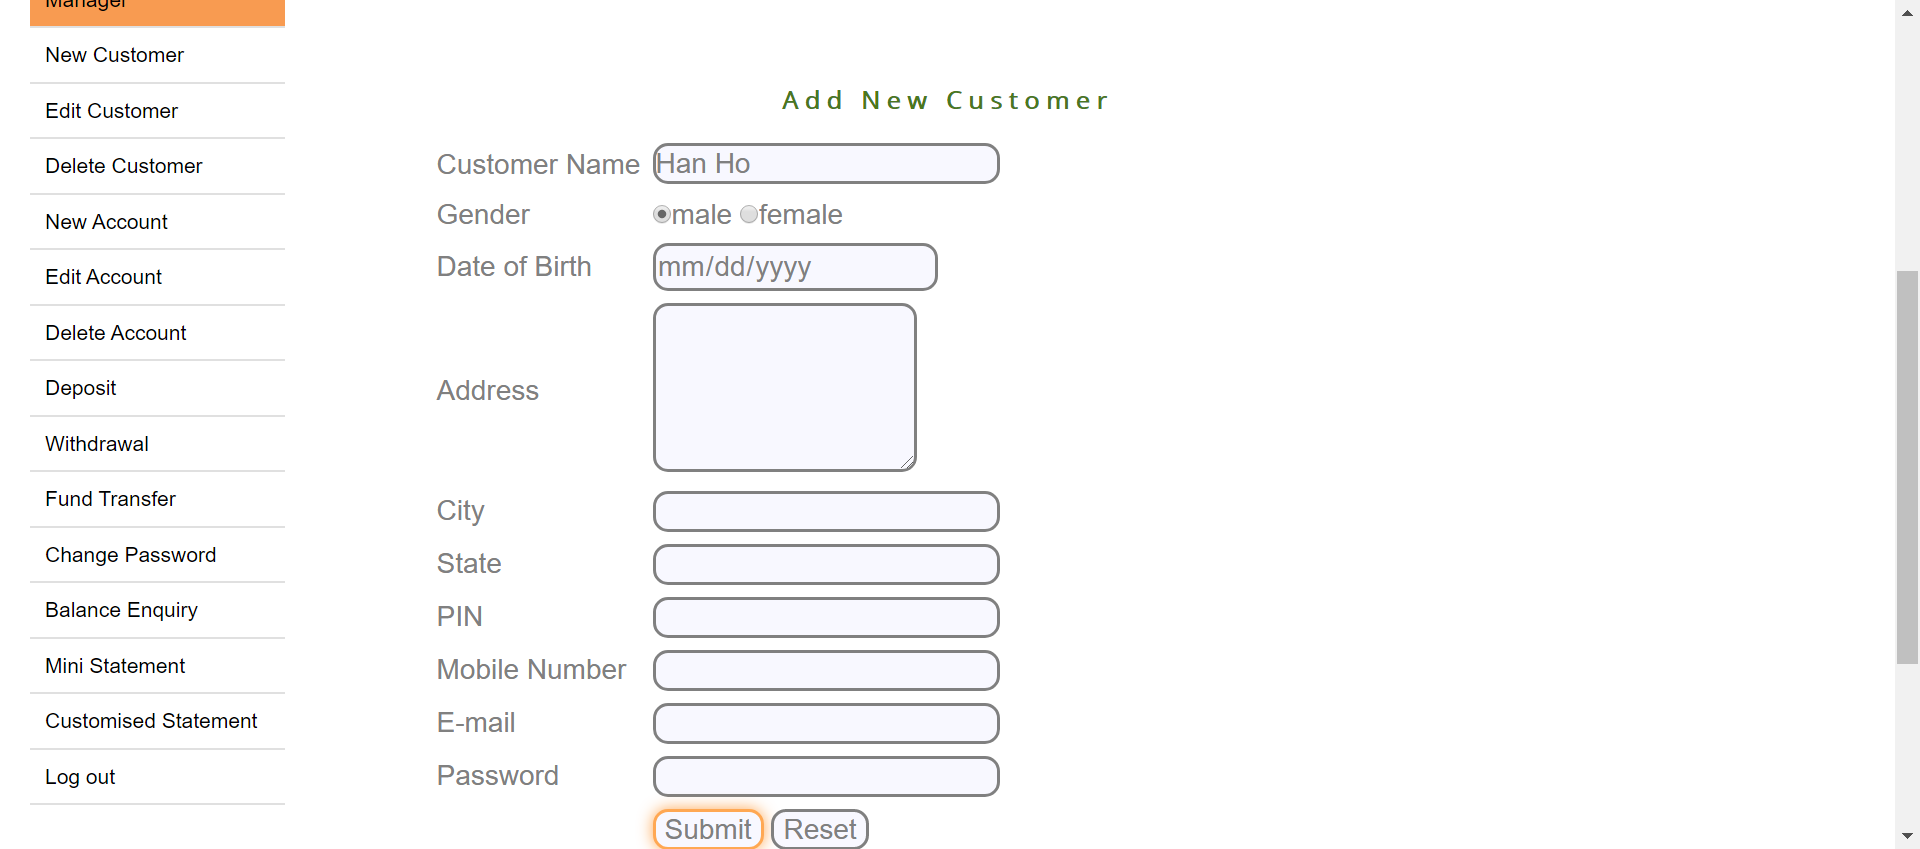 Manager
New Customer
Edit Customer
Delete Customer
New Account
Edit Account
Delete Account
Deposit
Withdrawal
Fund Transfer
Change Password
Balance Enquiry
Mini Statement
Customised Statement
Log out
Add New Customer
Customer Name Han Ho
Gender male female
Date of Birth mm/dd/yyyy
Address
City
State
PIN
Mobile Number
E-mail
Password
Submit Reset